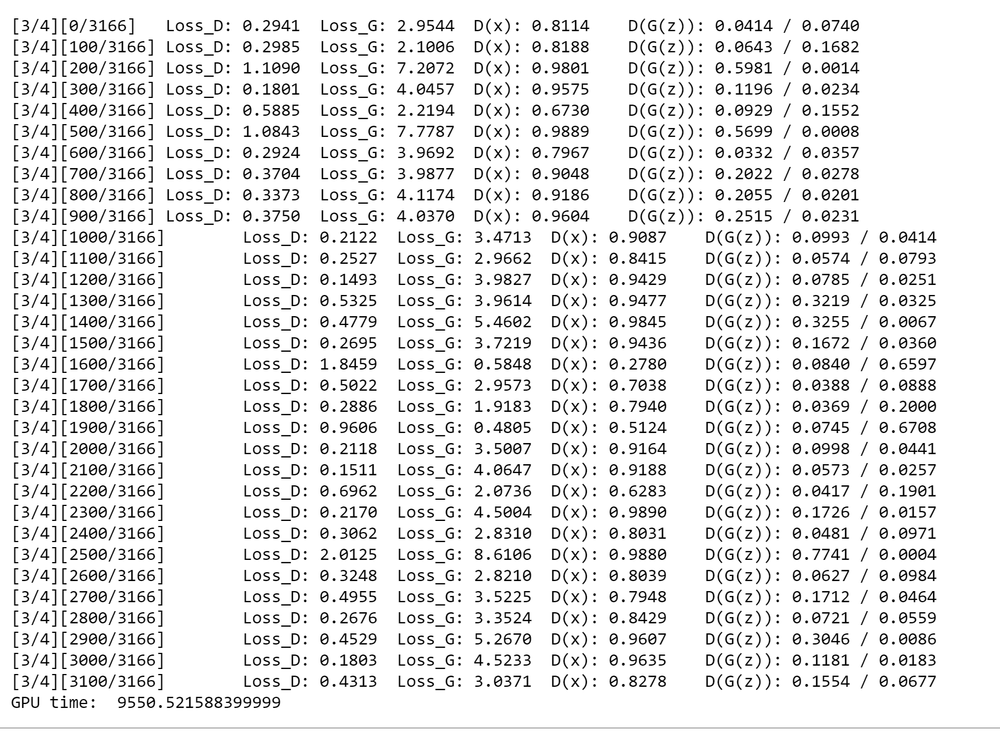 [3/4][0/3166] Loss_D: 0.2941 Loss_G: 2.9544 D(x): 0.8114 D(G(z)): 0.0414 / 0.0740
[3/4][100/3166] Loss_D: 0.2985 Loss_G: 2.1006 D(x): 0.8188 D(G(z)): 0.0643 / 0.1682
[3/4][200/3166] Loss_D: 1.1090 Loss_G: 7.2072 D(x): 0.9801 D(G(z)): 0.5981 / 0.0014
[3/4][300/3166] Loss_D: 0.1801 Loss_G: 4.0457 D(x): 0.9575 D(G(z)): 0.1196 / 0.0234
[3/4][400/3166] Loss_D: 0.5885 Loss_G: 2.2194 D(x): 0.6730 D(G(z)): 0.0929 / 0.1552
[3/4][500/3166] Loss_D: 1.0843 Loss_G: 7.7787 D(x): 0.9889 D(G(z)): 0.5699 / 0.0008
[3/4][600/3166] Loss_D: 0.2924 Loss_G: 3.9692 D(x): 0.7967 D(G(z)): 0.0332 / 0.0357
[3/4][700/3166] Loss_D: 0.3704 Loss_G: 3.9877 D(x): 0.9048 D(G(z)): 0.2022 / 0.0278
[3/4][800/3166] Loss_D: 0.3373 Loss_G: 4.1174 D(x): 0.9186 D(G(z)): 0.2055 / 0.0201
[3/4][900/3166] Loss_D: 0.3750 Loss_G: 4.0370 D(x): 0.9604 D(G(z)): 0.2515 / 0.0231
[3/4][1000/3166] Loss_D: 0.2122 Loss_G: 3.4713 D(x): 0.9087 D(G(z)): 0.0993 / 0.0414
[3/4][1100/3166] Loss_D: 0.2527 Loss_G: 2.9662 D(x): 0.8415 D(G(z)): 0.0574 / 0.0793
[3/4][1200/3166] Loss_D: 0.1493 Loss_G: 3.9827 D(x): 0.9429 D(G(z)): 0.0785 / 0.0251
[3/4][1300/3166] Loss_D: 0.5325 Loss_G: 3.9614 D(x): 0.9477 D(G(z)): 0.3219 / 0.0325
[3/4][1400/3166] Loss_D: 0.4779 Loss_G: 5.4602 D(x): 0.9845 D(G(z)): 0.3255 / 0.0067
[3/4][1500/3166] Loss_D: 0.2695 Loss_G: 3.7219 D(x): 0.9436 D(G(z)): 0.1672 / 0.0360
[3/4][1600/3166] Loss_D: 1.8459 Loss_G: 0.5848 D(x): 0.2780 D(G(z)): 0.0840 / 0.6597
[3/4][1700/3166] Loss_D: 0.5022 Loss_G: 2.9573 D(x): 0.7038 D(G(z)): 0.0388 / 0.0888
[3/4][1800/3166] Loss_D: 0.2886 Loss_G: 1.9183 D(x): 0.7940 D(G(z)): 0.0369 / 0.2000
[3/4][1900/3166] Loss_D: 0.9606 Loss_G: 0.4805 D(x): 0.5124 D(G(z)): 0.0745 / 0.6708
[3/4][2000/3166] Loss_D: 0.2118 Loss_G: 3.5007 D(x): 0.9164 D(G(z)): 0.0998 / 0.0441
[3/4][2100/3166] Loss_D: 0.1511 Loss_G: 4.0647 D(x): 0.9188 D(G(z)): 0.0573 / 0.0257
[3/4][2200/3166] Loss_D: 0.6962 Loss_G: 2.0736 D(x): 0.6283 D(G(z)): 0.0417 / 0.1901
[3/4][2300/3166] Loss_D: 0.2170 Loss_G: 4.5004 D(x): 0.9890 D(G(z)): 0.1726 / 0.0157
[3/4][2400/3166] Loss_D: 0.3062 Loss_G: 2.8310 D(x): 0.8031 D(G(z)): 0.0481 / 0.0971
[3/4][2500/3166] Loss_D: 2.0125 Loss_G: 8.6106 D(x): 0.9880 D(G(z)): 0.7741 / 0.0004
[3/4][2600/3166] Loss_D: 0.3248 Loss_G: 2.8210 D(x): 0.8039 D(G(z)): 0.0627 / 0.0984
[3/4][2700/3166] Loss_D: 0.4955 Loss_G: 3.5225 D(x): 0.7948 D(G(z)): 0.1712 / 0.0464
[3/4][2800/3166] Loss_D: 0.2676 Loss_G: 3.3524 D(x): 0.8429 D(G(z)): 0.0721 / 0.0559
[3/4][2900/3166] Loss_D: 0.4529 Loss_G: 5.2670 D(x): 0.9607 D(G(z)): 0.3046 / 0.0086
[3/4][3000/3166] Loss_D: 0.1803 Loss_G: 4.5233 D(x): 0.9635 D(G(z)): 0.1181 / 0.0183
[3/4][3100/3166] Loss_D: 0.4313 Loss_G: 3.0371 D(x): 0.8278 D(G(z)): 0.1554 / 0.0677
GPU time: 9550.521588399999